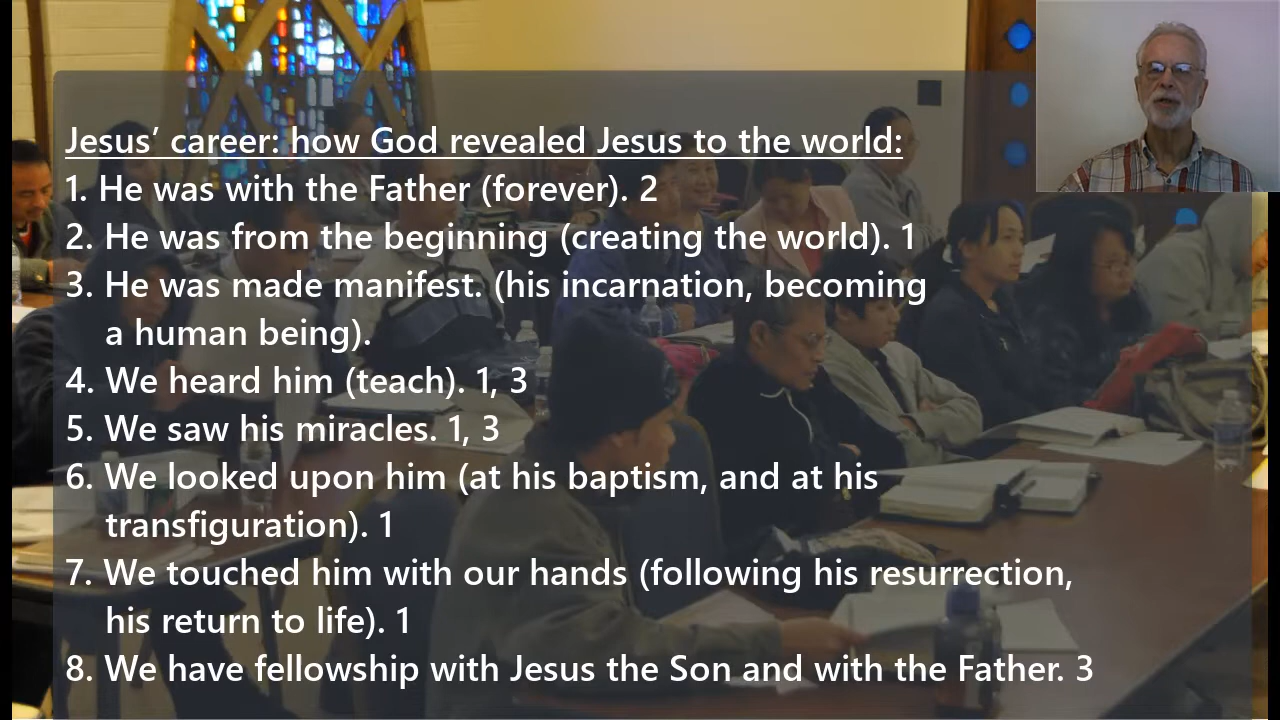 Jesus’ career: how God revealed Jesus to the world:
1. He was with the Father (forever). 2
2. He was from the beginning (creating the world). 1
3. He was made manifest. (his incarnation, becoming
a human being).
4. We heard him (teach). 1, 3
5. We saw his miracles. 1, 3
6. We looked upon him (at his baptism, and at his
transfiguration). 1
7. We touched him with our hands (following his resurrection,
his return to life). 1
8. We have fellowship with Jesus the Son and with the Father. 3